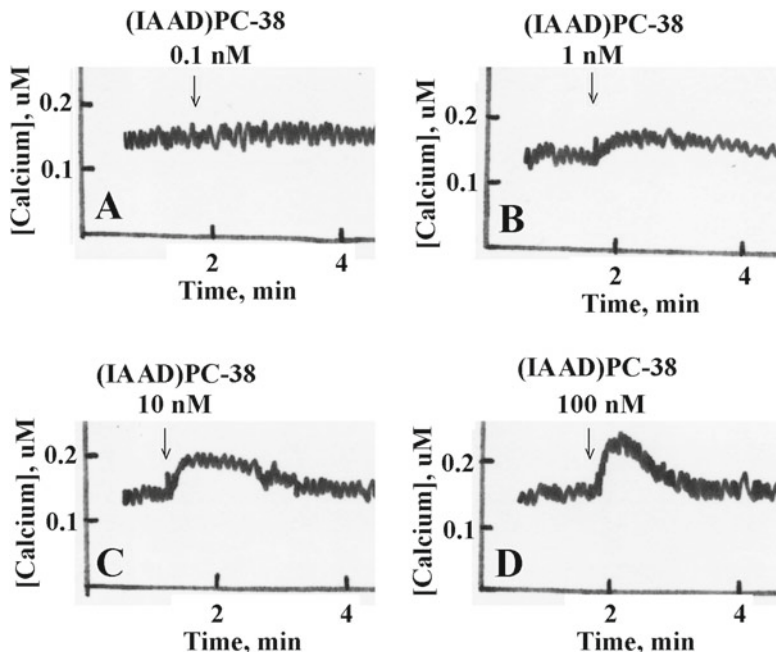 (IAAD)PC-38
0.1 nM
[Calcium], uM
0.2
0.1
A
2
4
Time, min
(IAAD)PC-38
1 nM
[Calcium], uM
0.2
0.1
B
2
4
Time, min
(IAAD)PC-38
10 nM
[Calcium], uM
0.2
0.1
C
2
4
Time, min
(IAAD)PC-38
100 nM
[Calcium], uM
0.2
0.1
D
2
4
Time, min